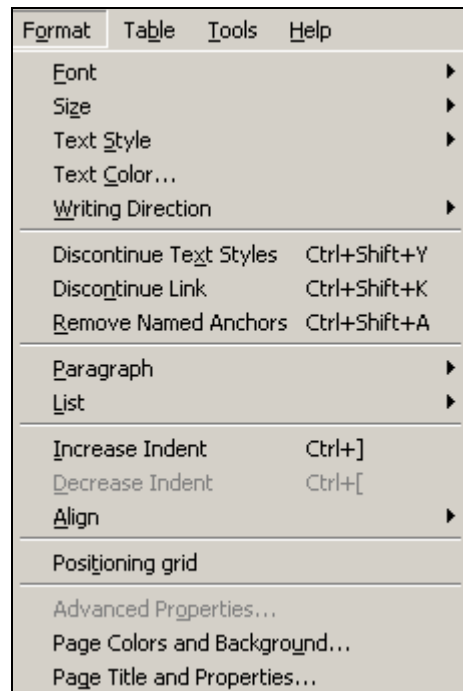 Format Table Tools Help
Font
Size
Text Style
Text Color...
Writing Direction
Discontinue Text Styles Ctrl+Shift+Y
Discontinue Link Ctrl+Shift+K
Remove Named Anchors Ctrl+Shift+A
Paragraph
List
Increase Indent Ctrl+]
Decrease Indent Ctrl+[
Align
Positioning grid
Advanced Properties...
Page Colors and Background...
Page Title and Properties...